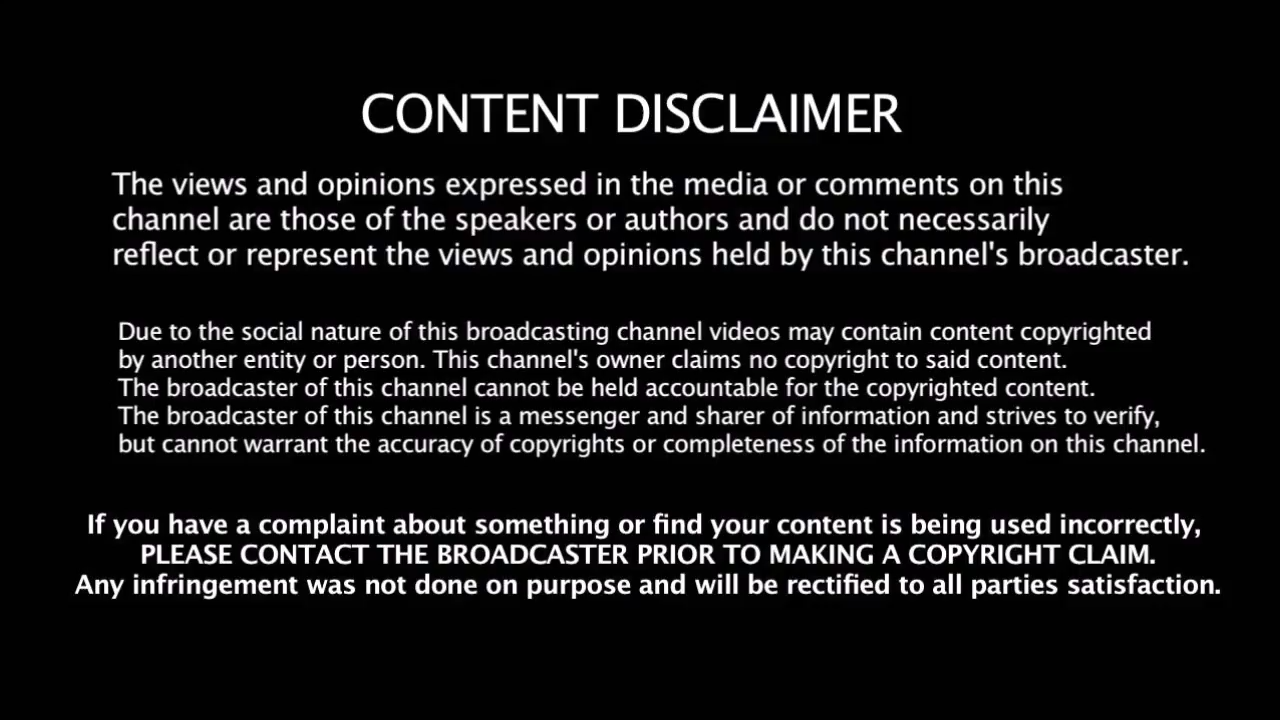 CONTENT DISCLAIMER
The views and opinions expressed in the media or comments on this
channel are those of the speakers or authors and do not necessarily
reflect or represent the views and opinions held by this channel's broadcaster.
Due to the social nature of this broadcasting channel videos may contain content copyrighted
by another entity or person. This channel's owner claims no copyright to said content.
The broadcaster of this channel cannot be held accountable for the copyrighted content.
The broadcaster of this channel is a messenger and sharer of information and strives to verify,
but cannot warrant the accuracy of copyrights or completeness of the information on this channel.
If you have a complaint about something or find your content is being used incorrectly,
PLEASE CONTACT THE BROADCASTER PRIOR TO MAKING A COPYRIGHT CLAIM.
Any infringement was not done on purpose and will be rectified to all parties satisfaction.